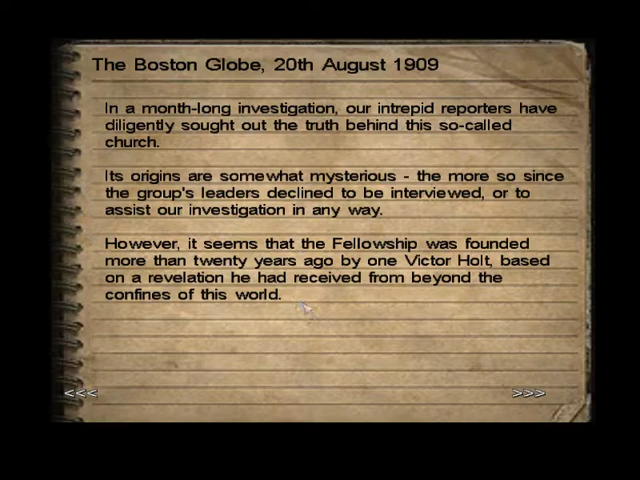 The Boston Globe, 20th August 1909
In a month-long investigation, our intrepid reporters have
diligently sought out the truth behind this so-called
church.
Its origins are somewhat mysterious - the more so since
the group's leaders declined to be interviewed, or to
assist our investigation in any way.
However, it seems that the Fellowship was founded
more than twenty years ago by one Victor Holt, based
on a revelation he had received from beyond the
confines of this world.
<<< >>>